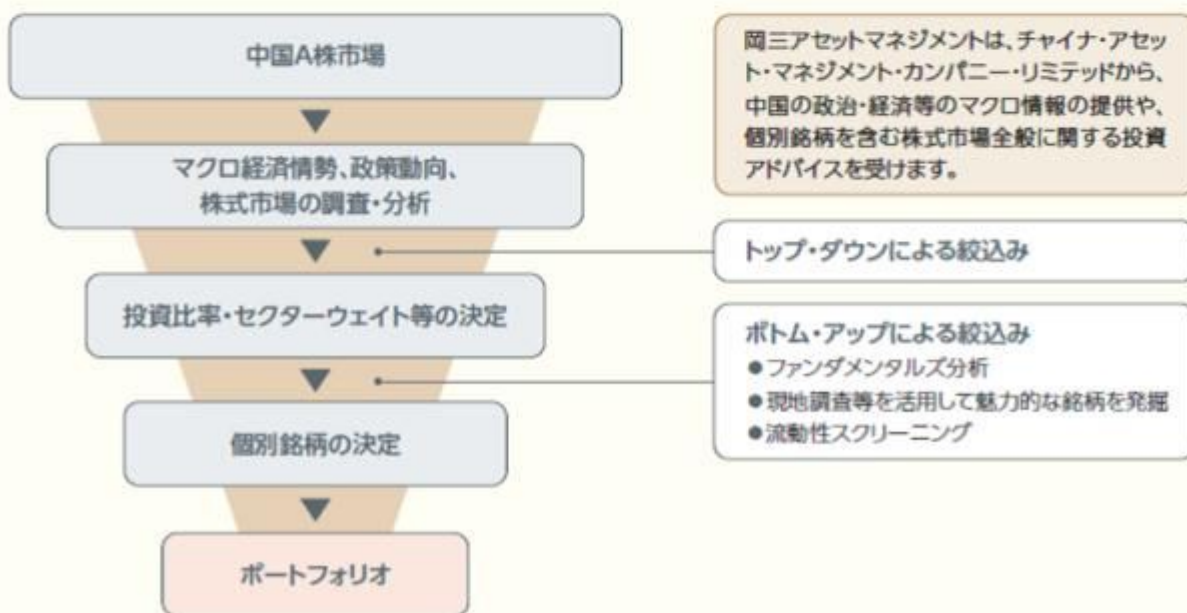 中国A株市場
マクロ経済情勢、政策動向、
株式市場の調査・分析
投資比率・セクターウェイト等の決定
個別銘柄の決定
ポートフォリオ
岡三アセットマネジメントは、チャイナ・アセッ
ト・マネジメント・カンパニー・リミテッドから、
中国の政治・経済等のマクロ情報の提供や、
個別銘柄を含む株式市場全般に関する投資
アドバイスを受けます。
トップ・ダウンによる絞込み
ボトム・アップによる絞込み
●ファンダメンタルズ分析
●現地調査等を活用して魅力的な銘柄を発掘
●流動性スクリーニング